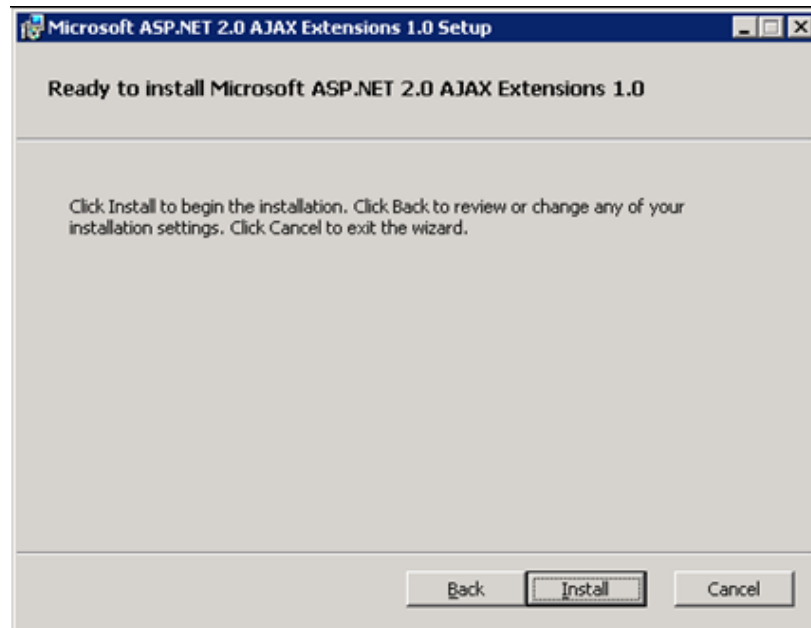 Microsoft ASP.NET 2.0 AJAX Extensions 1.0 Setup
Ready to install Microsoft ASP.NET 2.0 AJAX Extensions 1.0
Click Install to begin the installation. Click Back to review or change any of your
installation settings. Click Cancel to exit the wizard.
Back Install Cancel